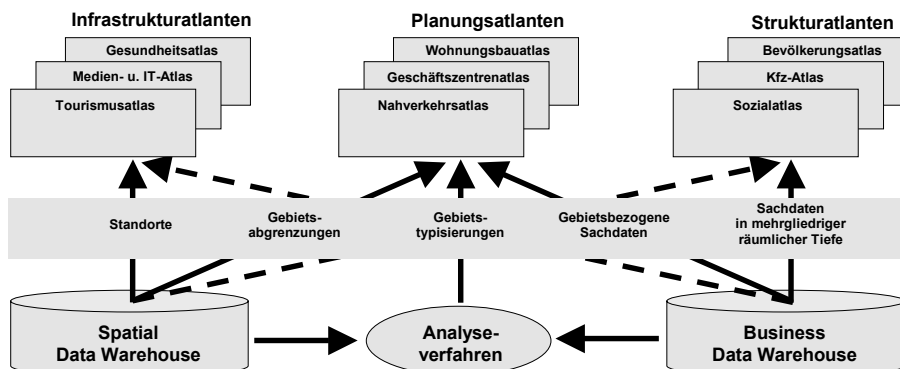 Infrastrukturatlanten
Planungsatlanten
Strukturatlanten
Gesundheitsatlas
Medien- u. IT-Atlas
Tourismusatlas
Wohnungsbauatlas
Geschäftszentrenatlas
Nahverkehrsatlas
Bevölkerungsatlas
Kfz-Atlas
Sozialatlas
Standorte
Gebiets-
abgrenzungen
Gebiets-
typisierungen
Gebietsbezogene
Sachdaten
Sachdaten
in mehrgliedriger
räumlicher Tiefe
Spatial
Data Warehouse
Analyse-
verfahren
Business
Data Warehouse